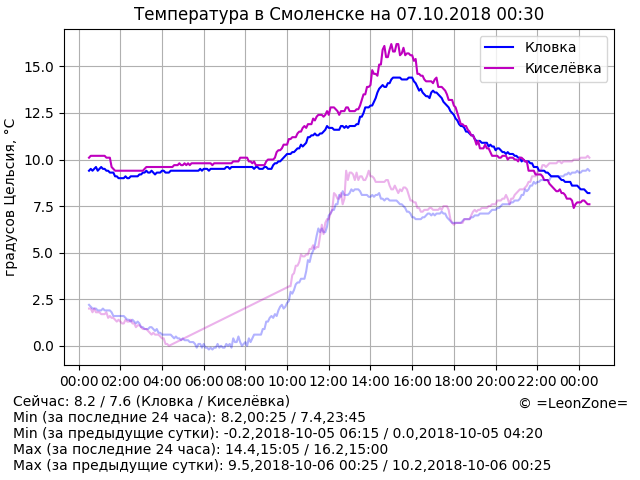 Температура в Смоленске на 07.10.2018 00:30
Кловка
Киселёвка
градусов Цельсия, °C
15.0
12.5
10.0
7.5
5.0
2.5
0.0
00:00 02:00 04:00 06:00 08:00 10:00 12:00 14:00 16:00 18:00 20:00 22:00 00:00
Сейчас: 8.2 / 7.6 (Кловка / Киселёвка)
© =LeonZone=
Min (за последние 24 часа): 8.2,00:25 / 7.4,23:45
Min (за предыдущие сутки): -0.2,2018-10-05 06:15 / 0.0,2018-10-05 04:20
Max (за последние 24 часа): 14.4,15:05 / 16.2,15:00
Max (за предыдущие сутки): 9.5,2018-10-06 00:25 / 10.2,2018-10-06 00:25